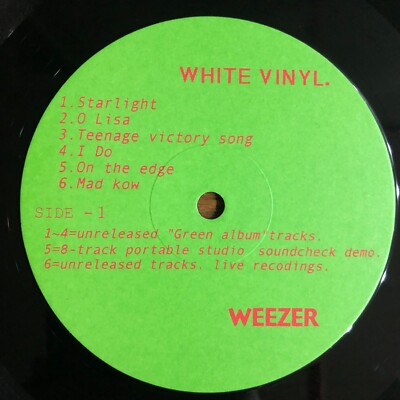 WHITE VINYL.
1.Starlight
2.O Lisa
3.Teenage victory song
4.I Do
5.On the edge
6.Mad kow
SIDE -1
1~4=unreleased "Green album"tracks.
5=8-track portable studio soundcheck demo.
6=unreleased tracks. live recodings.
WEEZER